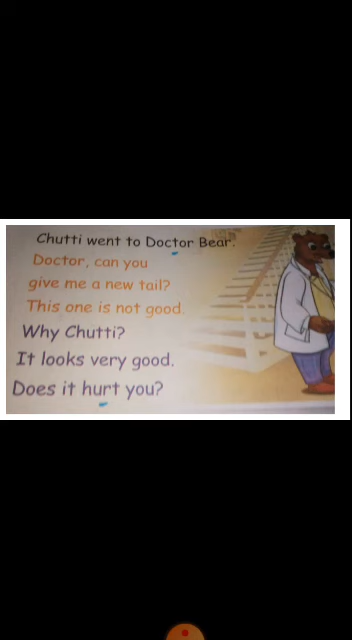 Chutti went to Doctor Bear.
Doctor, can you
give me a new tail?
This one is not good.
Why Chutti?
It looks very good.
Does it hurt you?